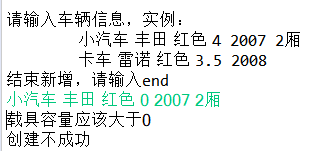 请输入车辆信息，实例：
小汽车 丰田 红色 4 2007 2厢
卡车 雷诺 红色 3.5 2008
结束新增，请输入end
小汽车 丰田 红色 0 2007 2厢
载具容量应该大于0
创建不成功